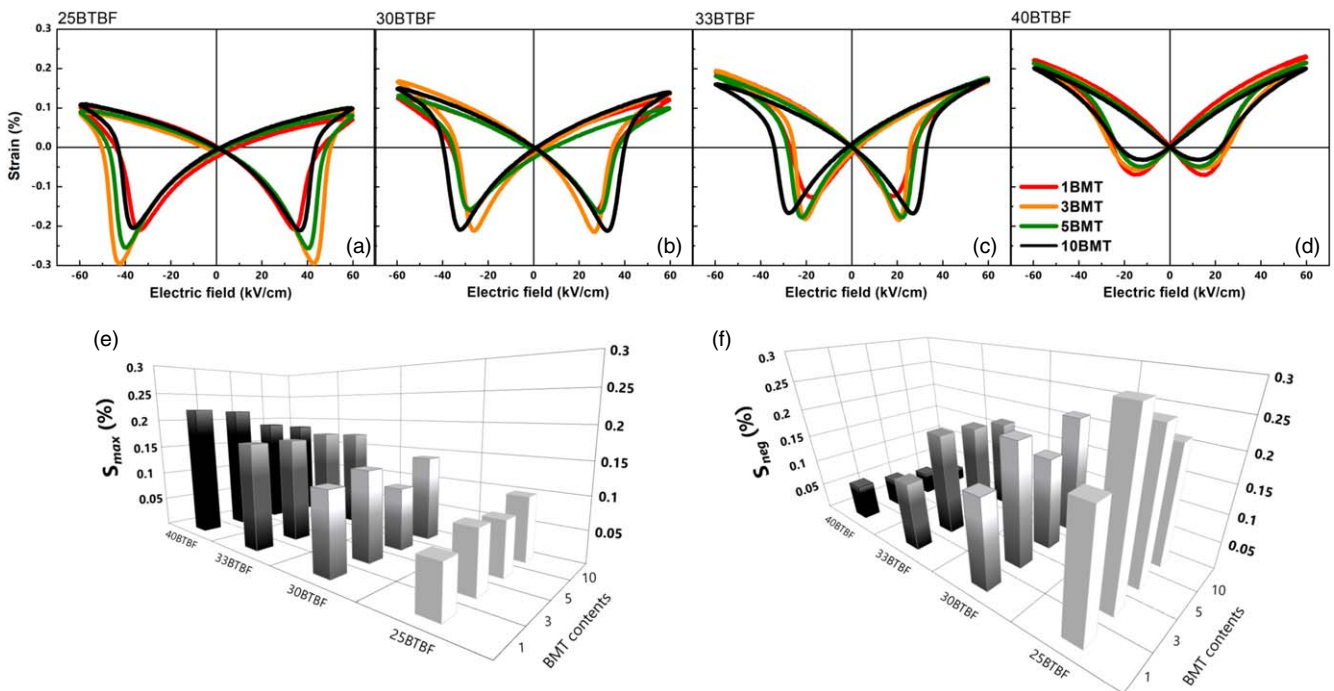 25BTBF 30BTBF 33BTBF 40BTBF
0.3
0.2
0.1
0.0
-0.1
-0.2
-0.3
Strain (%)
(a) (b) (c) (d)
1BMT
3BMT
5BMT
10BMT
-60 -40 -20 0 20 40 60 -60 -40 -20 0 20 40 60 -60 -40 -20 0 20 40 60 -60 -40 -20 0 20 40 60
Electric field (kV/cm) Electric field (kV/cm) Electric field (kV/cm) Electric field (kV/cm)
(e)
0.3
0.25
0.2
0.15
0.1
0.05
Smax (%)
0.3
0.25
0.2
0.15
0.1
0.05
40BTBF
33BTBF
30BTBF
25BTBF
1
3
5
10
BMT contents
(f)
0.3
0.25
0.2
0.15
0.1
0.05
Sneg (%)
0.3
0.25
0.2
0.15
0.1
0.05
40BTBF
33BTBF
30BTBF
25BTBF
1
3
5
10
BMT contents